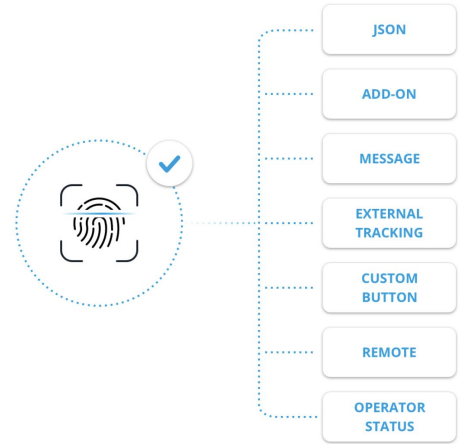 JSON
ADD-ON
MESSAGE
EXTERNAL
TRACKING
CUSTOM
BUTTON
REMOTE
OPERATOR
STATUS